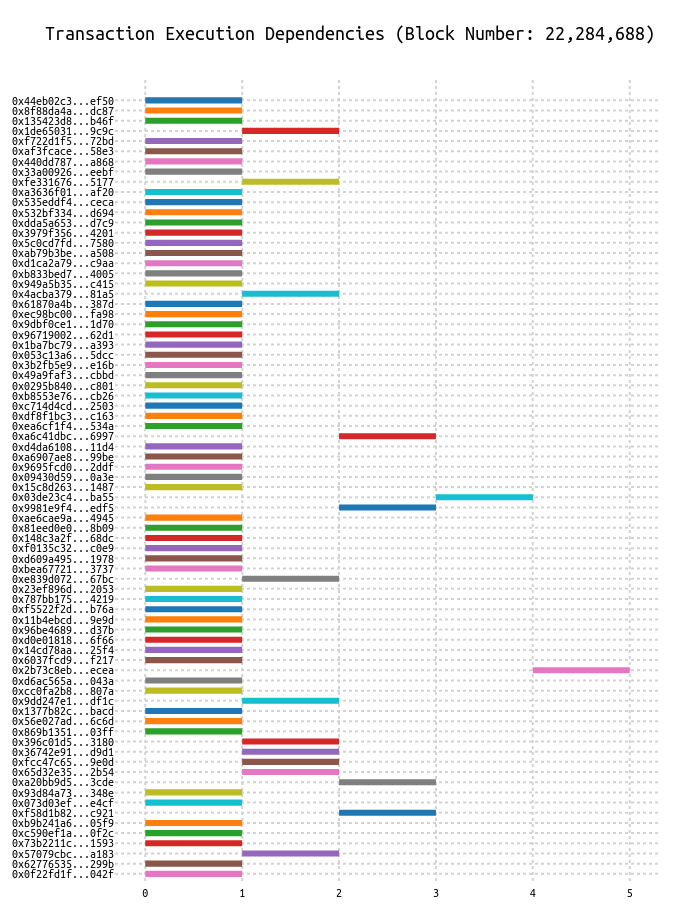 Transaction Execution Dependencies (Block Number: 22,284,688)
0x44eb02c3...ef50
0x8f88da4a...dc87
0x135423d8...b46f
0x1de65031...9c9c
0xf722d1f5...72bd
0xaf3fcace...58e3
0x440dd787...a868
0x33a00926...eebf
0xfe331676...5177
0xa3636f01...af20
0x535eddf4...ceca
0x532bf334...d694
0xdda5a653...d7c9
0x3979f356...4201
0x5c0cd7fd...7580
0xab79b3be...a508
0xd1ca2a79...c9aa
0xb833bed7...4005
0x949a5b35...c415
0x4acba379...81a5
0x61870a4b...387d
0xec98bc00...fa98
0x9dbf0ce1...1d70
0x96719002...62d1
0x1ba7bc79...a393
0x053c13a6...5dcc
0x3b2fb5e9...e16b
0x49a9faf3...cbbd
0x0295b840...c801
0xb8553e76...cb26
0xc714d4cd...2503
0xdf8f1bc3...c163
0xea6cf1f4...534a
0xa6c41dbc...6997
0xd4da6108...11d4
0xa6907ae8...99be
0x9695fcd0...2ddf
0x09430d59...0a3e
0x15c8d263...1487
0x03de23c4...ba55
0x9981e9f4...edf5
0xae6cae9a...4945
0x81eed0e0...8b09
0x148c3a2f...68dc
0xf0135c32...c0e9
0xd609a495...1978
0xbea67721...3737
0xe839d072...67bc
0x23ef896d...2053
0x787bb175...4219
0xf5522f2d...b76a
0x11b4ebcd...9e9d
0x96be4689...d37b
0xd0e01818...6f66
0x14cd78aa...25f4
0x6037fcd9...f217
0x2b73c8eb...ecea
0xd6ac565a...043a
0xcc0fa2b8...807a
0x9dd247e1...df1c
0x1377b82c...bacd
0x56e027ad...6c6d
0x869b1351...03ff
0x396c01d5...3180
0x36742e91...d9d1
0xfcc47c65...9e0d
0x65d32e35...2b54
0xa20bb9d5...3cde
0x93d84a73...348e
0x073d03ef...e4cf
0xf58d1b82...c921
0xb9b241a6...05f9
0xc590ef1a...0f2c
0x73b2211c...1593
0x57079cbc...a183
0x62776535...299b
0x0f22fd1f...042f
0 1 2 3 4 5